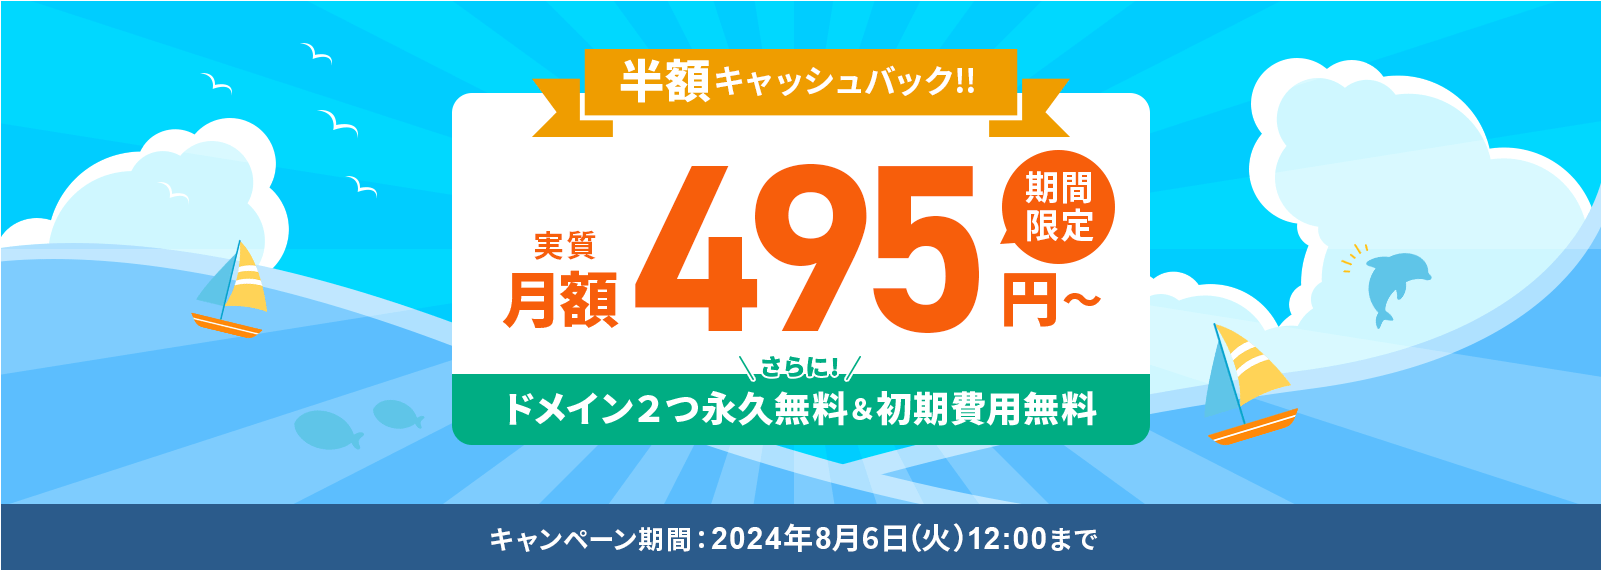 半額キャッシュバック!!
期間
限定
実質
月額 495 円～
さらに!
ドメイン2つ永久無料&初期費用無料
キャンペーン期間：2024年8月6日(火)12:00まで